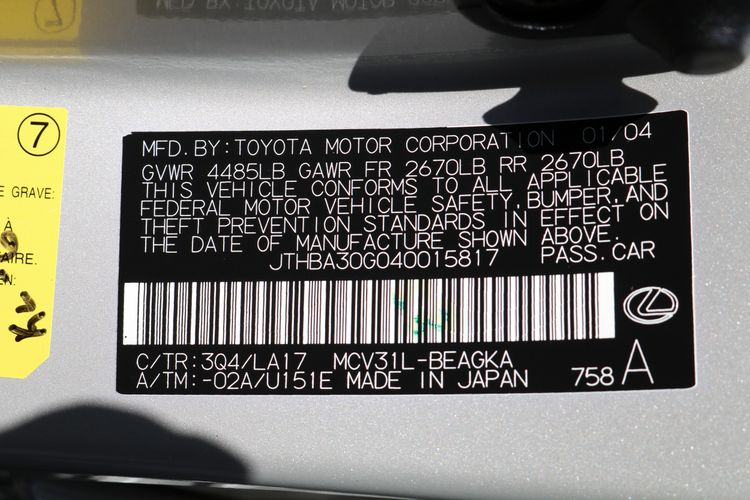 MFD. BY: TOYOTA MOTOR CORPORATION 01/04
GVWR 4485LB GAWR FR 2670LB RR 2670LB
THIS VEHICLE CONFORMS TO ALL APPLICABLE
FEDERAL MOTOR VEHICLE SAFETY, BUMPER, AND
THEFT PREVENTION STANDARDS IN EFFECT ON
THE DATE OF MANUFACTURE SHOWN ABOVE.
JTHBA30G040015817 PASS. CAR
C/TR: 3Q4/LA17 MCV31L-BEAGKA
A/TM: -02A/U151E MADE IN JAPAN 758 A
7
E GRAVE:
À
AIRE.
EN: